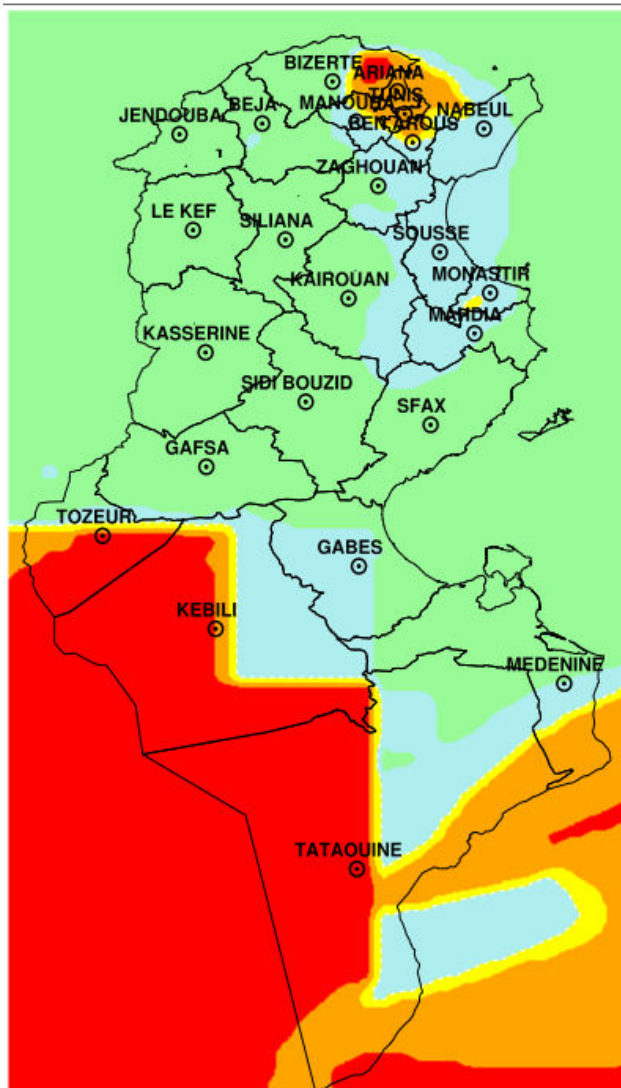 BIZERTE
ARIANA
TUNIS
MANOUBA
BEJA
JENDOUBA
NABEUL
BEN AROUS
ZAGHOUAN
LE KEF
SILIANA
SOUSSE
KAIROUAN
MONASTIR
MAHDIA
KASSERINE
SIDI BOUZID
SFAX
GAFSA
TOZEUR
GABES
KEBILI
MEDENINE
TATAOUINE